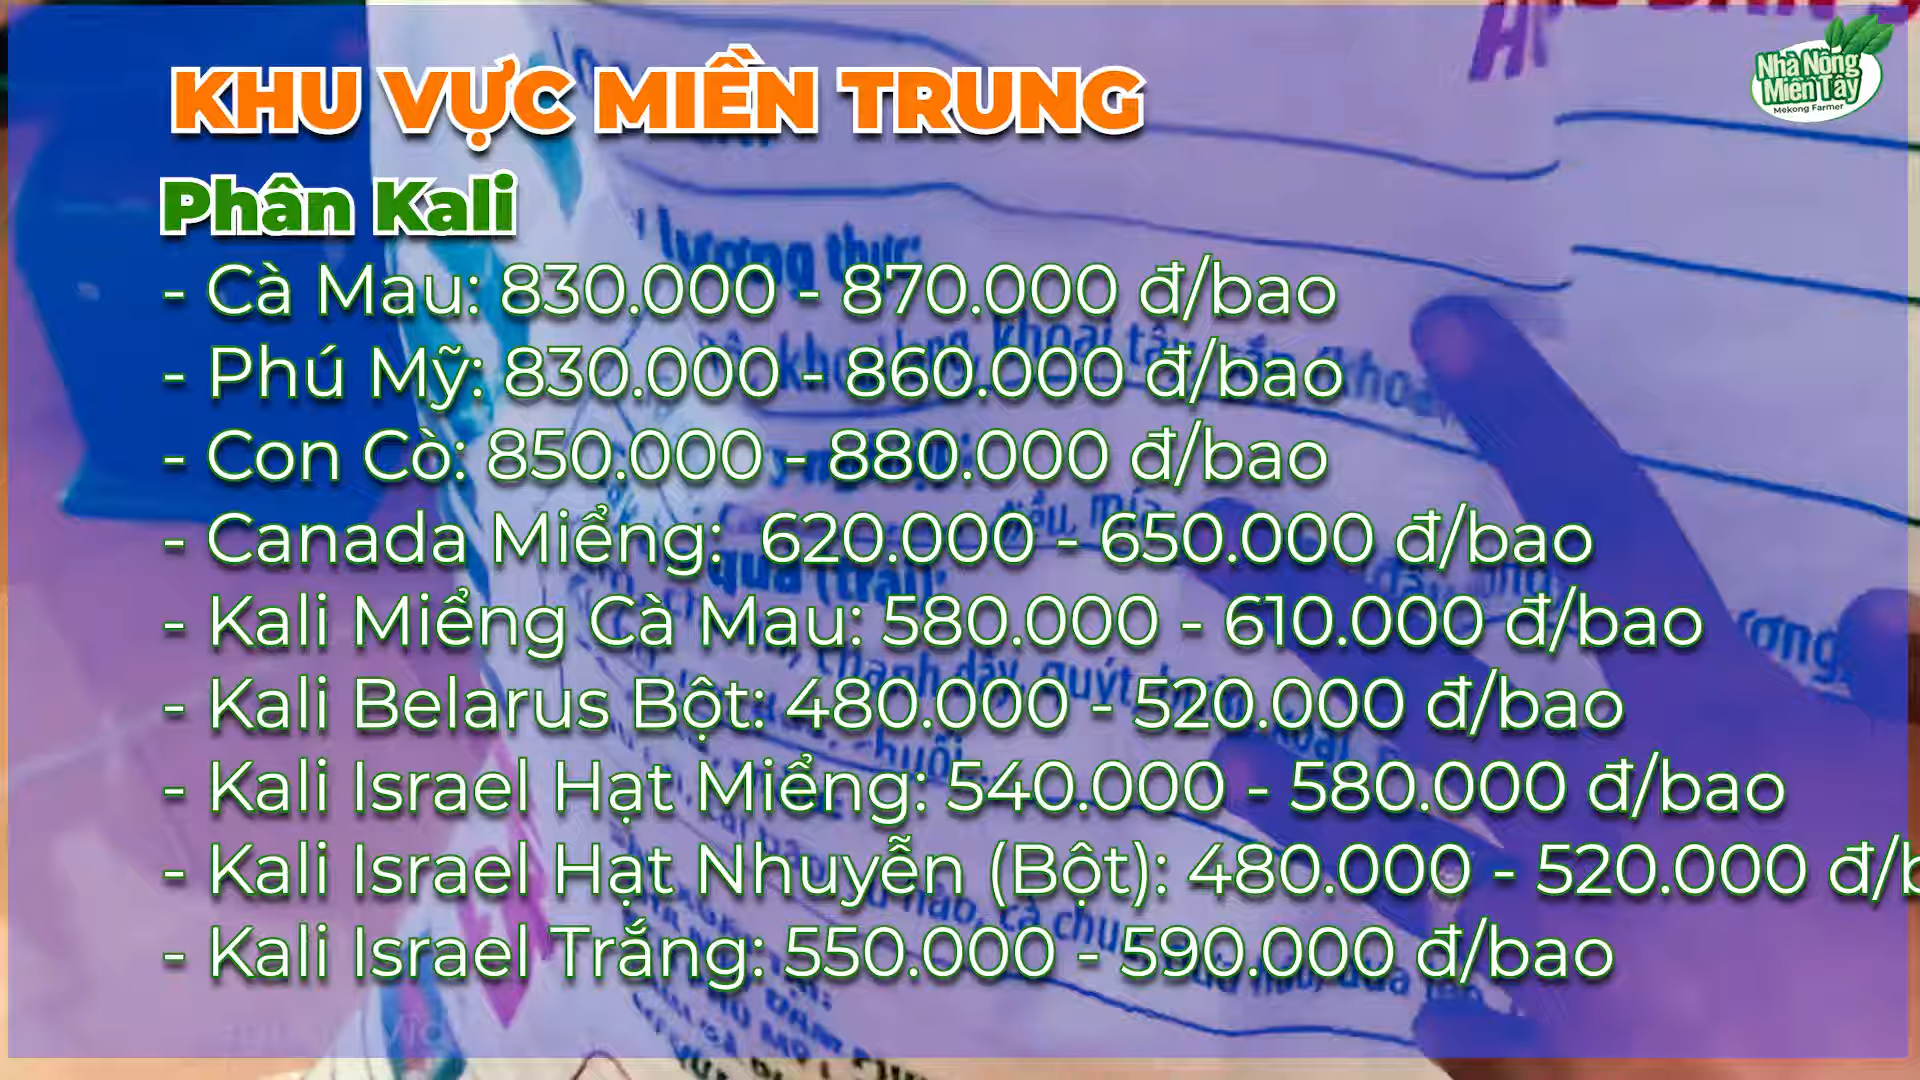 KHU VỰC MIỀN TRUNG
Nhà Nông
Miền Tây
Mekong Farmer
Phân Kali
- Cà Mau: 830.000 - 870.000 đ/bao
- Phú Mỹ: 830.000 - 860.000 đ/bao
- Con Cò: 850.000 - 880.000 đ/bao
- Canada Miểng: 620.000 - 650.000 đ/bao
- Kali Miểng Cà Mau: 580.000 - 610.000 đ/bao
- Kali Belarus Bột: 480.000 - 520.000 đ/bao
- Kali Israel Hạt Miểng: 540.000 - 580.000 đ/bao
- Kali Israel Hạt Nhuyễn (Bột): 480.000 - 520.000 đ/b
- Kali Israel Trắng: 550.000 - 590.000 đ/bao
lương thực: